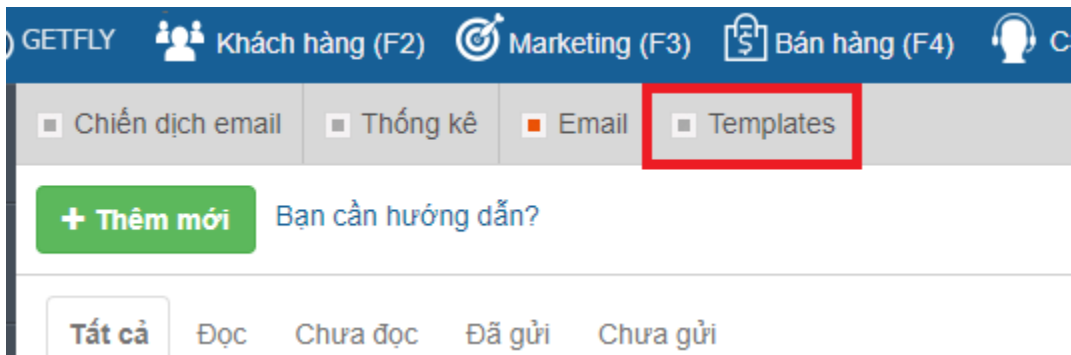 GETFLY Khách hàng (F2) Marketing (F3) Bán hàng (F4) C
Chiến dịch email Thống kê Email Templates
+ Thêm mới Bạn cần hướng dẫn?
Tất cả Đọc Chưa đọc Đã gửi Chưa gửi